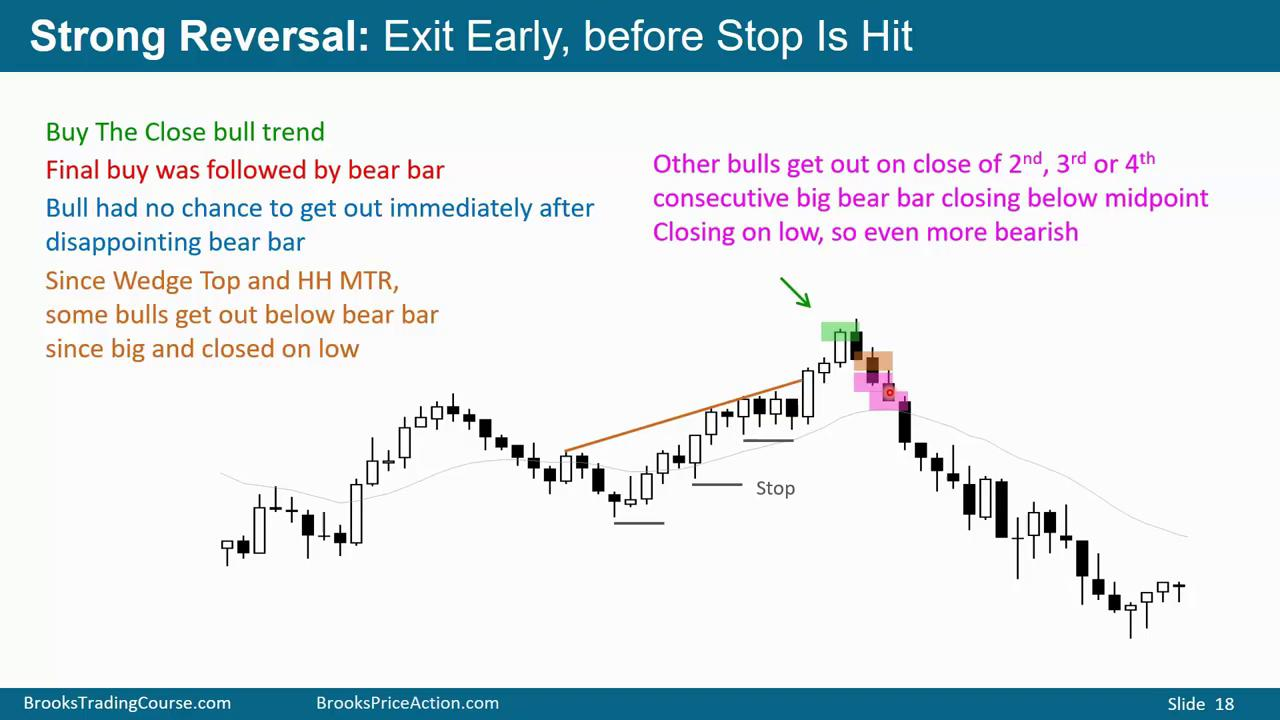 Strong Reversal: Exit Early, before Stop Is Hit
Buy The Close bull trend
Final buy was followed by bear bar
Bull had no chance to get out immediately after
disappointing bear bar
Since Wedge Top and HH MTR,
some bulls get out below bear bar
since big and closed on low
Other bulls get out on close of 2nd, 3rd or 4th
consecutive big bear bar closing below midpoint
Closing on low, so even more bearish
Stop
BrooksTradingCourse.com
BrooksPriceAction.com
Slide 18